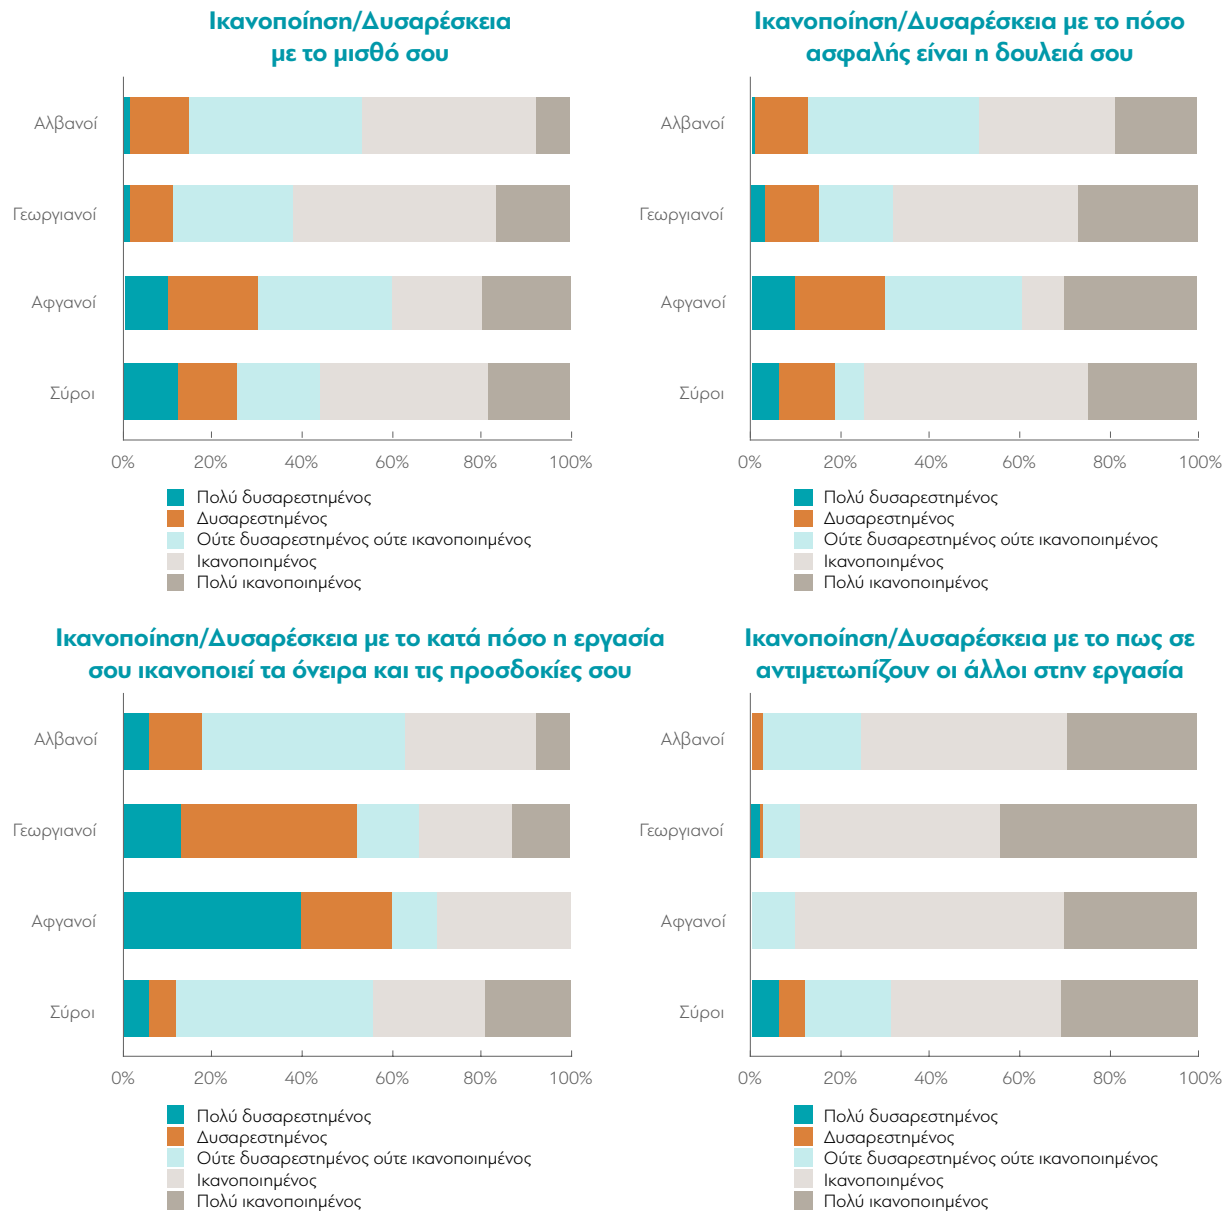 Ικανοποίηση/Δυσαρέσκεια
με το μισθό σου
Αλβανοί
Γεωργιανοί
Αφγανοί
Σύροι
0% 20% 40% 60% 80% 100%
Πολύ δυσαρεστημένος
Δυσαρεστημένος
Ούτε δυσαρεστημένος ούτε ικανοποιημένος
Ικανοποιημένος
Πολύ ικανοποιημένος
Ικανοποίηση/Δυσαρέσκεια με το πόσο
ασφαλής είναι η δουλειά σου
Αλβανοί
Γεωργιανοί
Αφγανοί
Σύροι
0% 20% 40% 60% 80% 100%
Πολύ δυσαρεστημένος
Δυσαρεστημένος
Ούτε δυσαρεστημένος ούτε ικανοποιημένος
Ικανοποιημένος
Πολύ ικανοποιημένος
Ικανοποίηση/Δυσαρέσκεια με το κατά πόσο η εργασία
σου ικανοποιεί τα όνειρα και τις προσδοκίες σου
Αλβανοί
Γεωργιανοί
Αφγανοί
Σύροι
0% 20% 40% 60% 80% 100%
Πολύ δυσαρεστημένος
Δυσαρεστημένος
Ούτε δυσαρεστημένος ούτε ικανοποιημένος
Ικανοποιημένος
Πολύ ικανοποιημένος
Ικανοποίηση/Δυσαρέσκεια με το πως σε
αντιμετωπίζουν οι άλλοι στην εργασία
Αλβανοί
Γεωργιανοί
Αφγανοί
Σύροι
0% 20% 40% 60% 80% 100%
Πολύ δυσαρεστημένος
Δυσαρεστημένος
Ούτε δυσαρεστημένος ούτε ικανοποιημένος
Ικανοποιημένος
Πολύ ικανοποιημένος